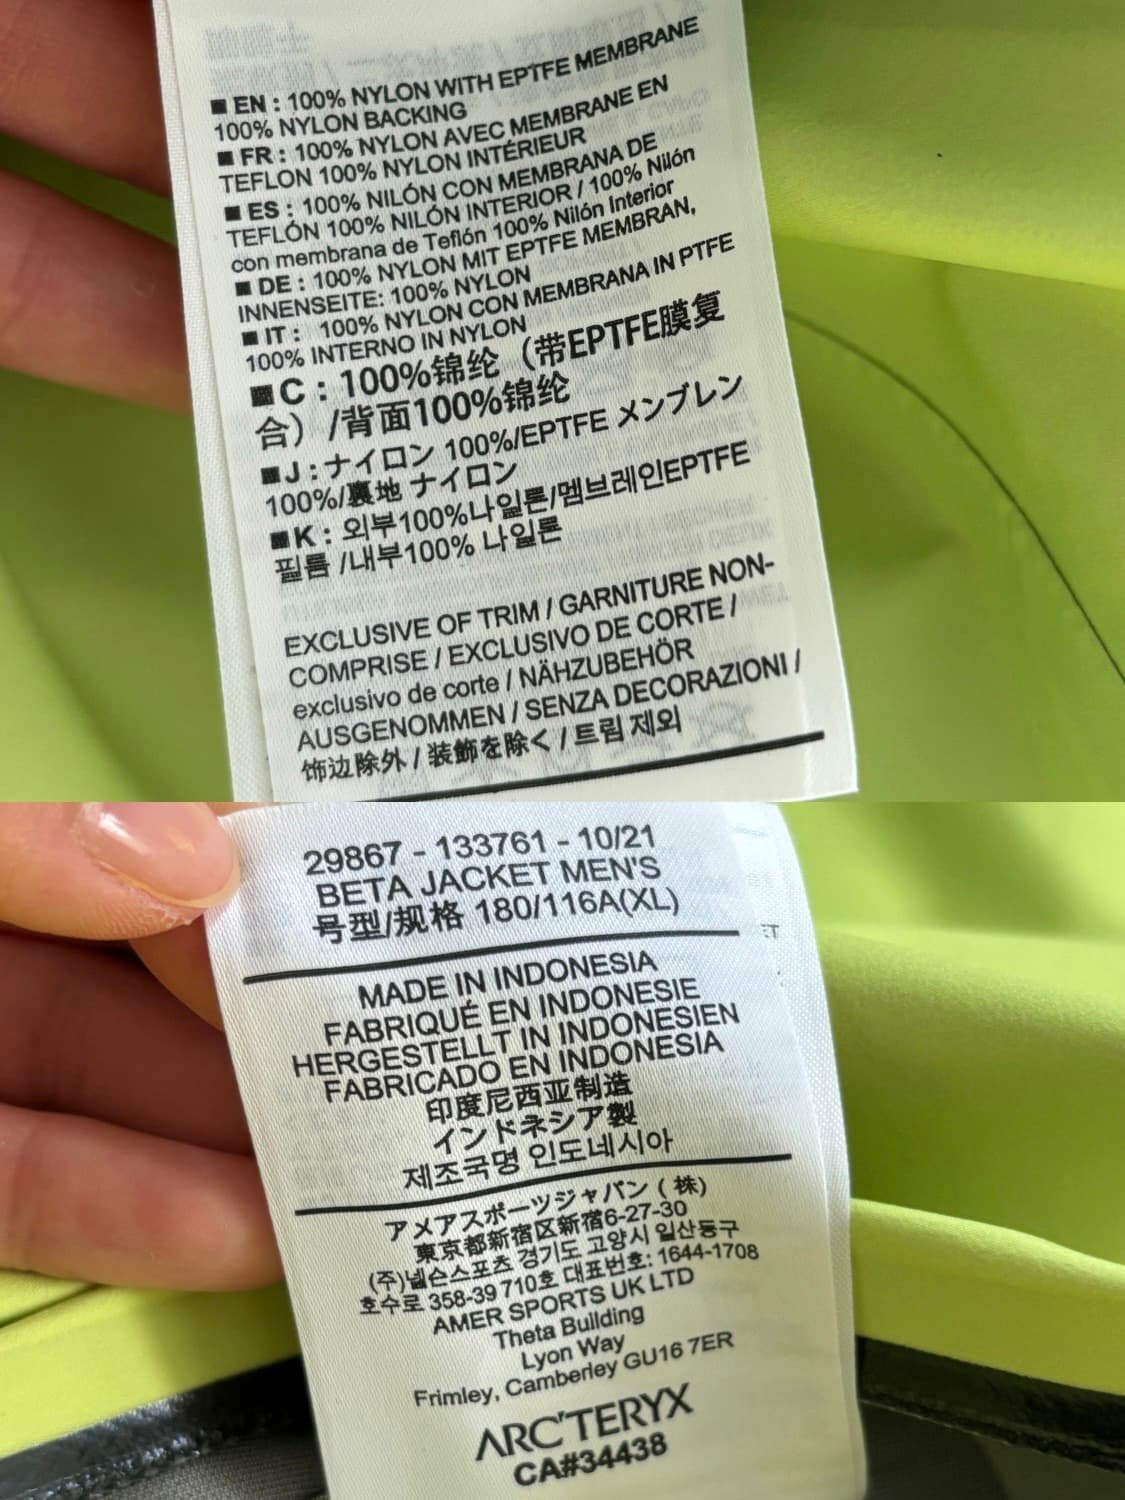 ■ EN : 100% NYLON WITH EPTFE MEMBRANE
100% NYLON BACKING
■ FR : 100% NYLON AVEC MEMBRANE EN
TEFLON 100% NYLON INTÉRIEUR
■ ES : 100% NILÓN CON MEMBRANA DE
TEFLÓN 100% NILÓN INTERIOR / 100% Nilón
con membrana de Teflón 100% Nilón Interior
■ DE : 100% NYLON MIT EPTFE MEMBRAN,
INNENSEITE: 100% NYLON
■ IT : 100% NYLON CON MEMBRANA IN PTFE
100% INTERNO IN NYLON
■ C : 100%锦纶（带EPTFE膜复
合）/背面100%锦纶
■ J : ナイロン 100%/EPTFE メンブレン
100%/裏地 ナイロン
■ K : 외부100%나일론/멤브레인EPTFE
필름 /내부100% 나일론
EXCLUSIVE OF TRIM / GARNITURE NON-
COMPRISE / EXCLUSIVO DE CORTE /
exclusivo de corte / NÄHZUBEHÖR
AUSGENOMMEN / SENZA DECORAZIONI /
饰边除外 / 装飾を除く / 트림 제외
29867 - 133761 - 10/21
BETA JACKET MEN'S
号型/规格 180/116A(XL)
MADE IN INDONESIA
FABRIQUÉ EN INDONESIE
HERGESTELLT IN INDONESIEN
FABRICADO EN INDONESIA
印度尼西亚制造
インドネシア製
제조국명 인도네시아
アメアスポーツジャパン ( 株)
東京都新宿区新宿6-27-30
(주)넬슨스포츠 경기도 고양시 일산동구
호수로 358-39 710호 대표번호: 1644-1708
AMER SPORTS UK LTD
Theta Building
Lyon Way
Frimley, Camberley GU16 7ER
ARC'TERYX
CA#34438